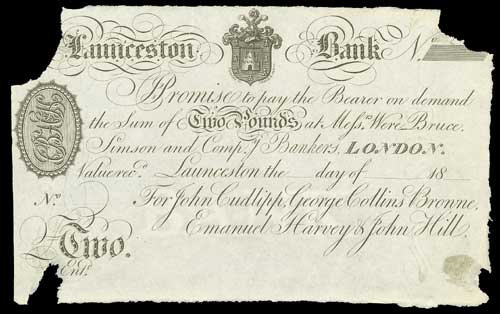 Launceston Bank No
I Promise to pay the Bearer on demand
the Sum of Two Pounds at Messrs. Were, Bruce,
Simson and Compy. Bankers, LONDON.
Value recd. Launceston the day of 18
No. For John Cudlipp, George Collins Browne,
Emanuel Harvey & John Hill
£Two.
Entd.